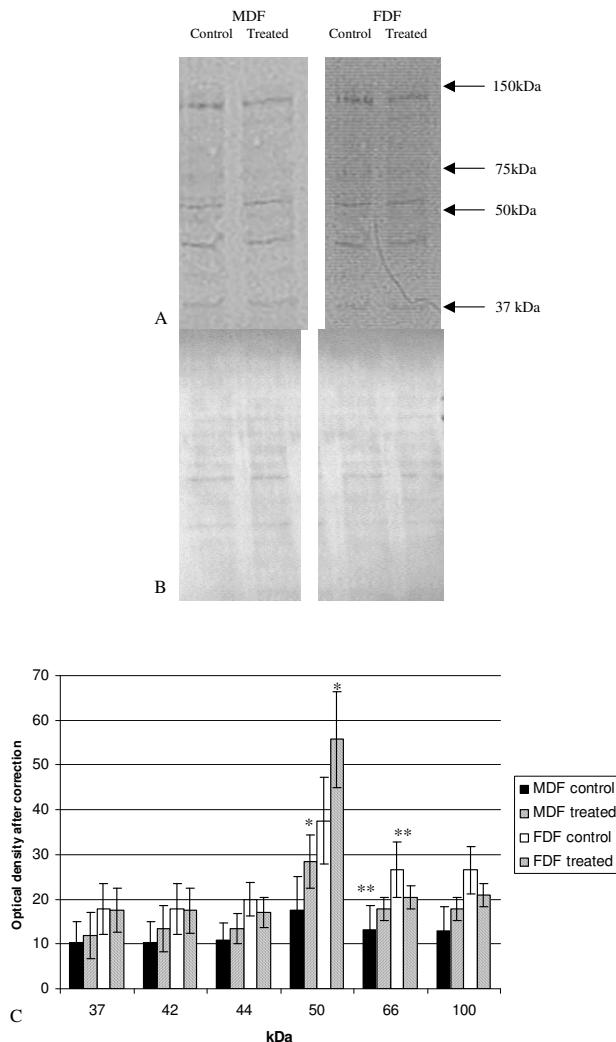 MDF FDF
Control Treated Control Treated
150kDa
75kDa
50kDa
37 kDa
A
B
70
60
50
40
30
20
10
0
Optical density after correction
* * ** **
37 42 44 50 66 100
kDa
MDF control
MDF treated
FDF control
FDF treated
C